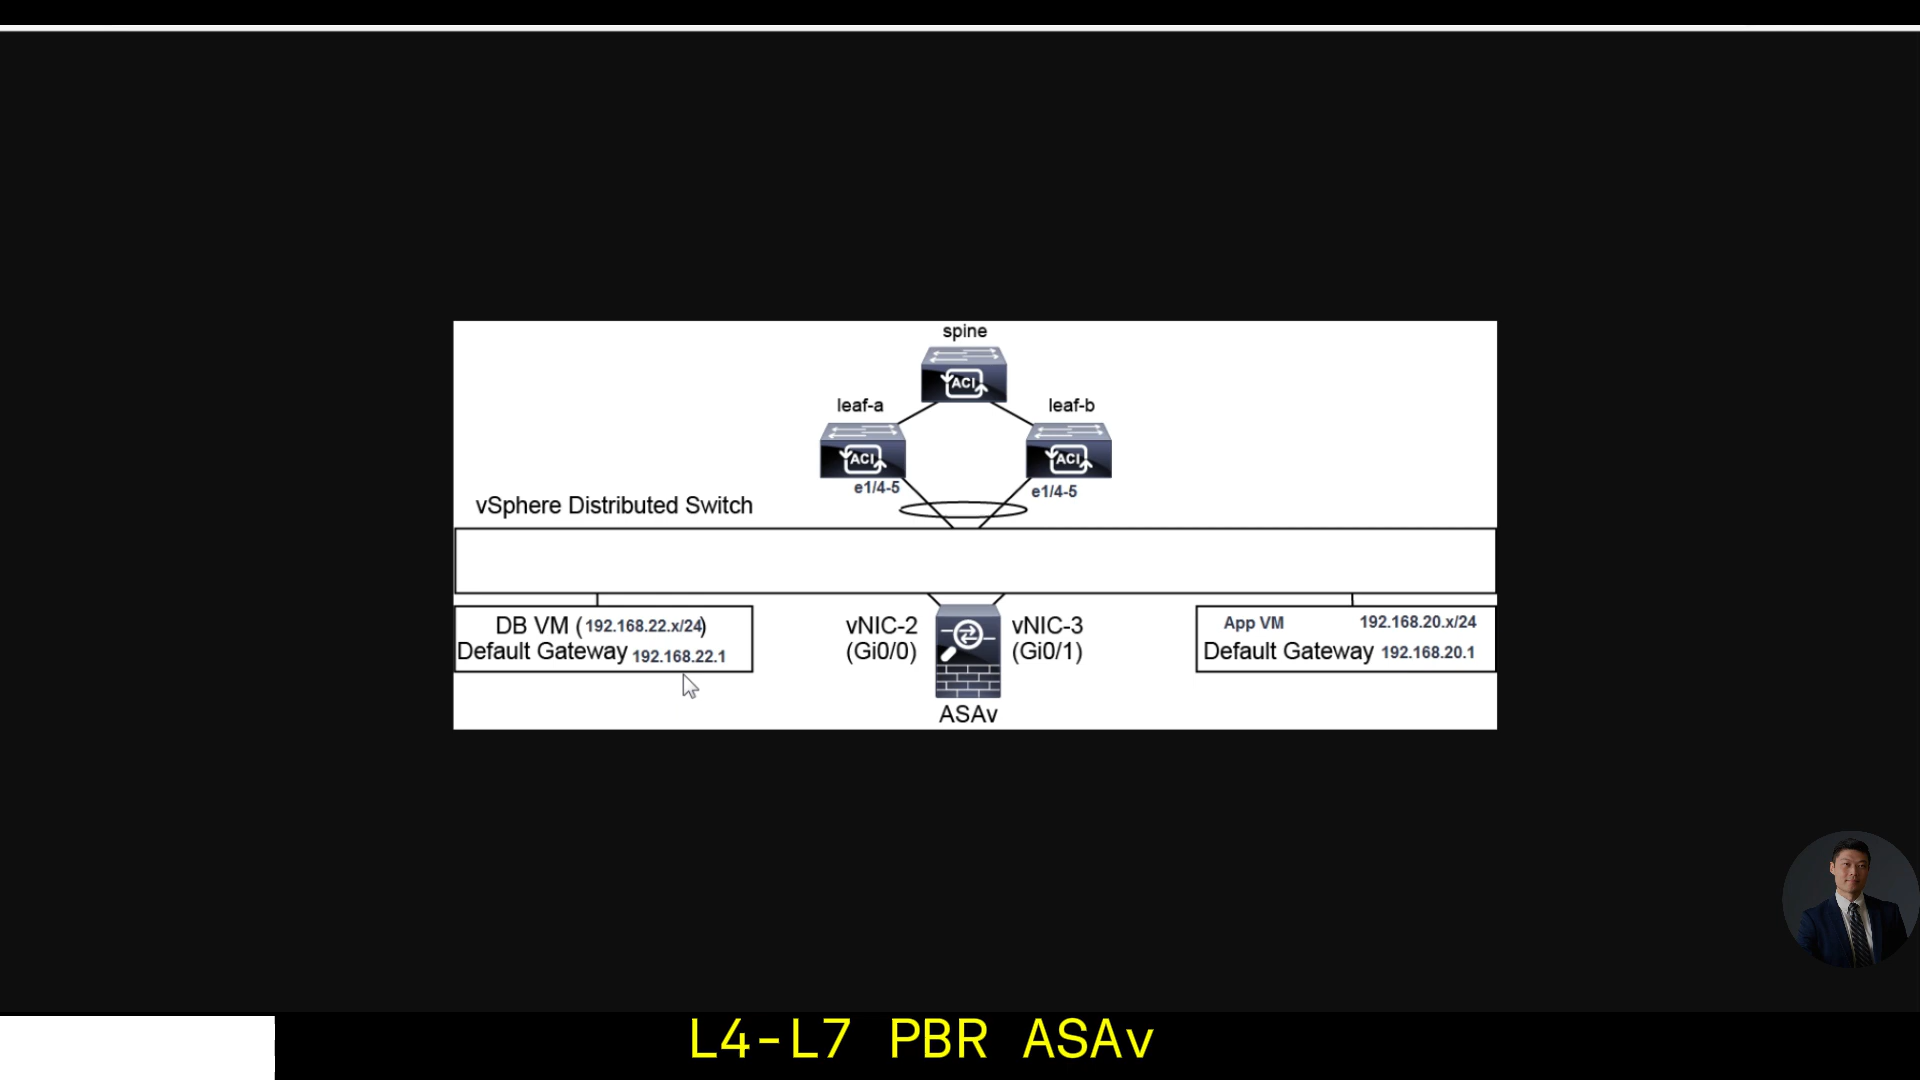 spine
ACI
leaf-a
leaf-b
ACI
ACI
e1/4-5
e1/4-5
vSphere Distributed Switch
DB VM (192.168.22.x/24)
Default Gateway 192.168.22.1
vNIC-2
(Gi0/0)
vNIC-3
(Gi0/1)
App VM 192.168.20.x/24
Default Gateway 192.168.20.1
ASAv
L4-L7 PBR ASAv